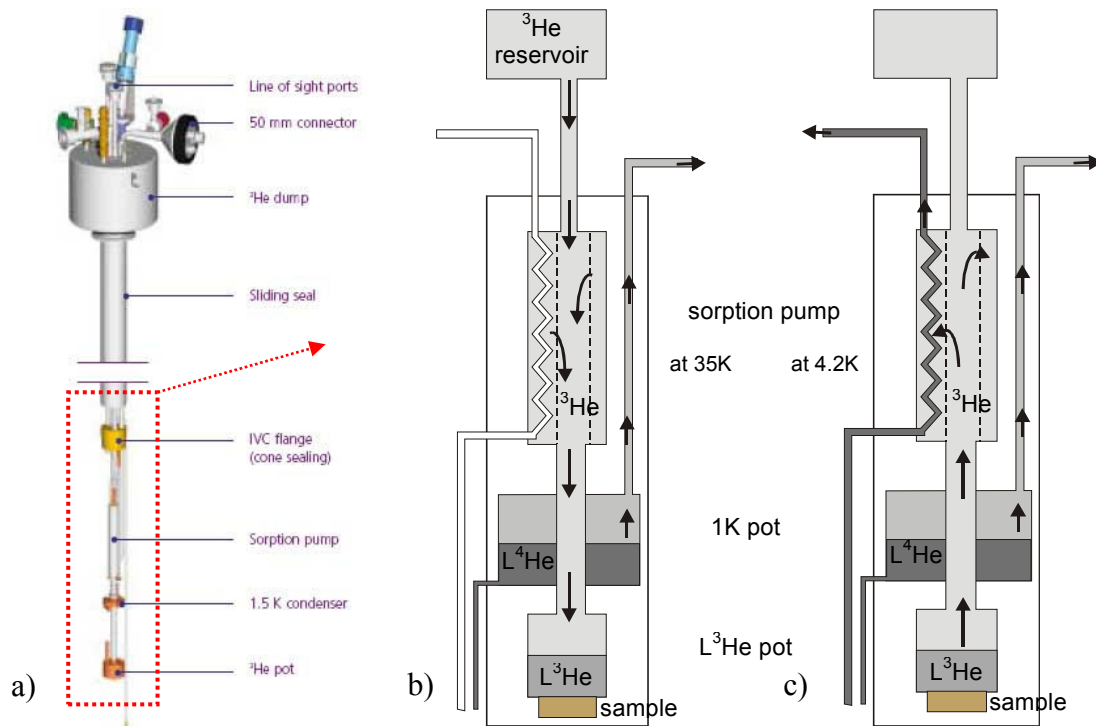 Line of sight ports
50 mm connector
³He dump
Sliding seal
IVC flange
(cone sealing)
Sorption pump
1.5 K condenser
³He pot
a)
³He
reservoir
³He
L⁴He
L³He
sample
b)
sorption pump
at 35K
at 4.2K
1K pot
L³He pot
³He
L⁴He
L³He
sample
c)